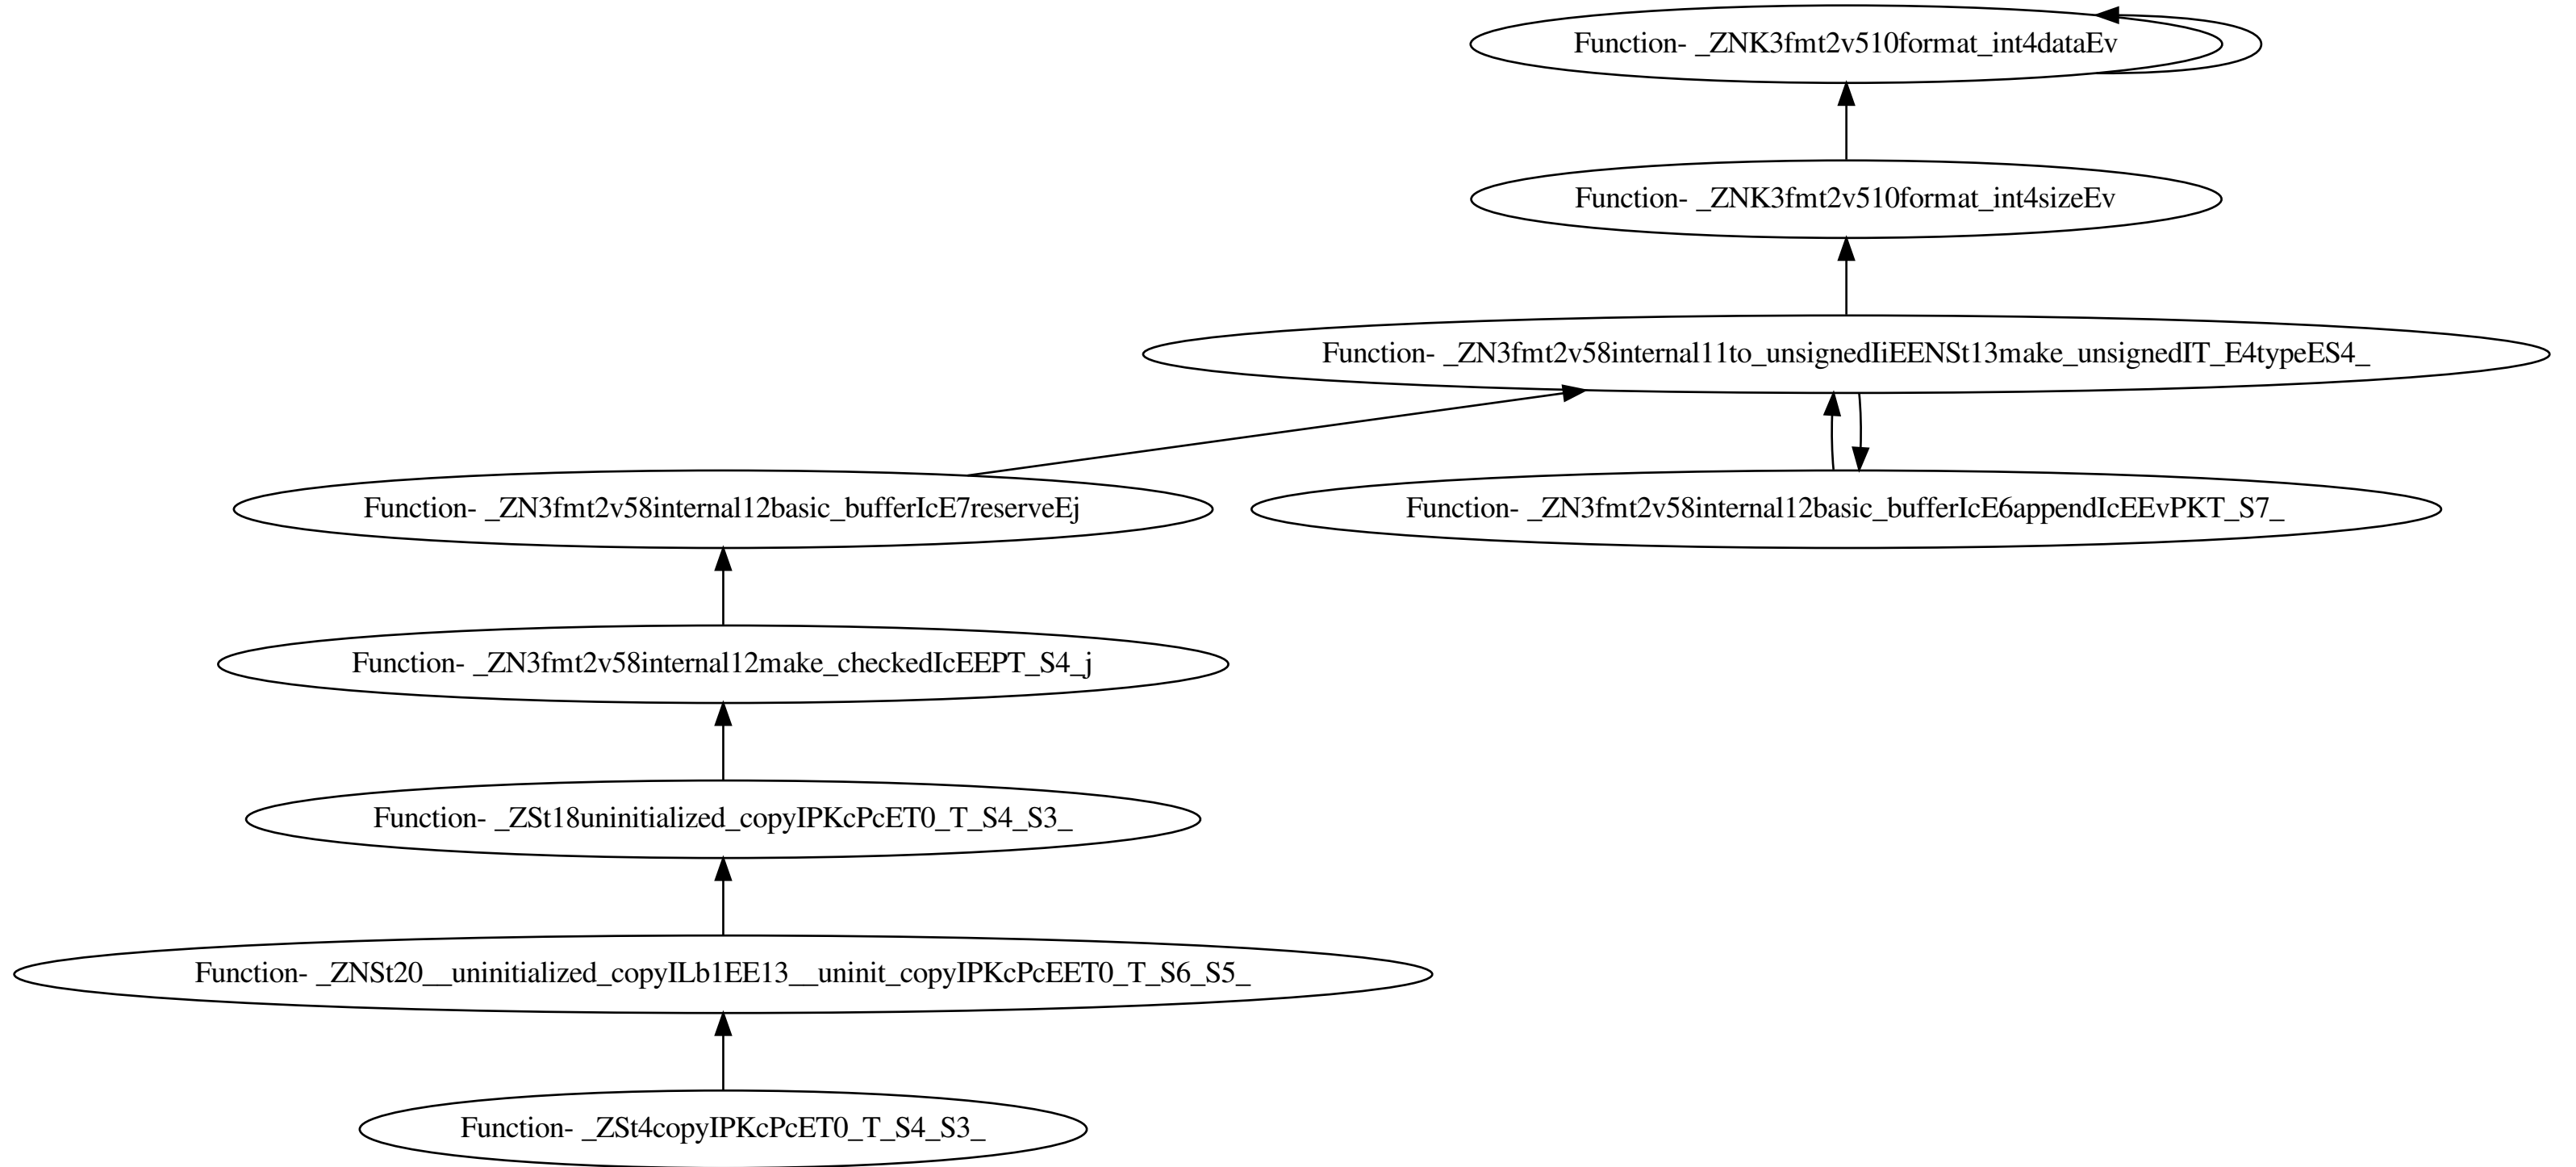 Function- _ZNK3fmt2v510format_int4dataEv
Function- _ZNK3fmt2v510format_int4sizeEv
Function- _ZN3fmt2v58internal11to_unsignedIiEENSt13make_unsignedIT_E4typeES4_
Function- _ZN3fmt2v58internal12basic_bufferIcE7reserveEj
Function- _ZN3fmt2v58internal12basic_bufferIcE6appendIcEEvPKT_S7_
Function- _ZN3fmt2v58internal12make_checkedIcEEPT_S4_j
Function- _ZSt18uninitialized_copyIPKcPcET0_T_S4_S3_
Function- _ZNSt20__uninitialized_copyILb1EE13__uninit_copyIPKcPcEET0_T_S6_S5_
Function- _ZSt4copyIPKcPcET0_T_S4_S3_